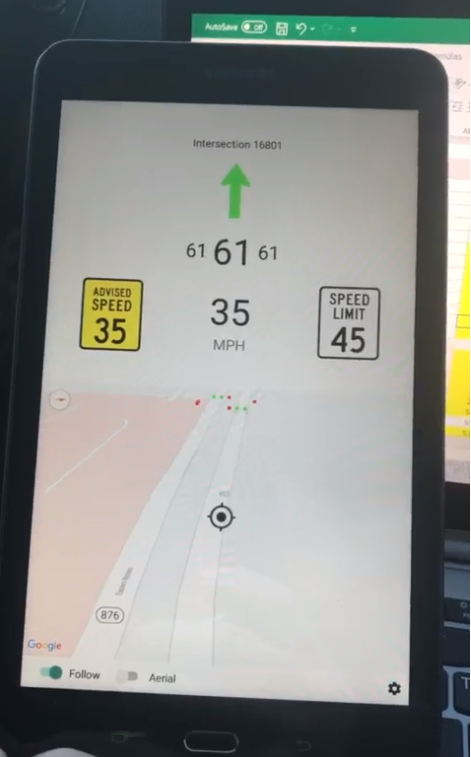 AutoSave Off
Intersection 16801
61 61 61
ADVISED
SPEED
35
35
MPH
SPEED
LIMIT
45
876
Google
Follow
Aerial